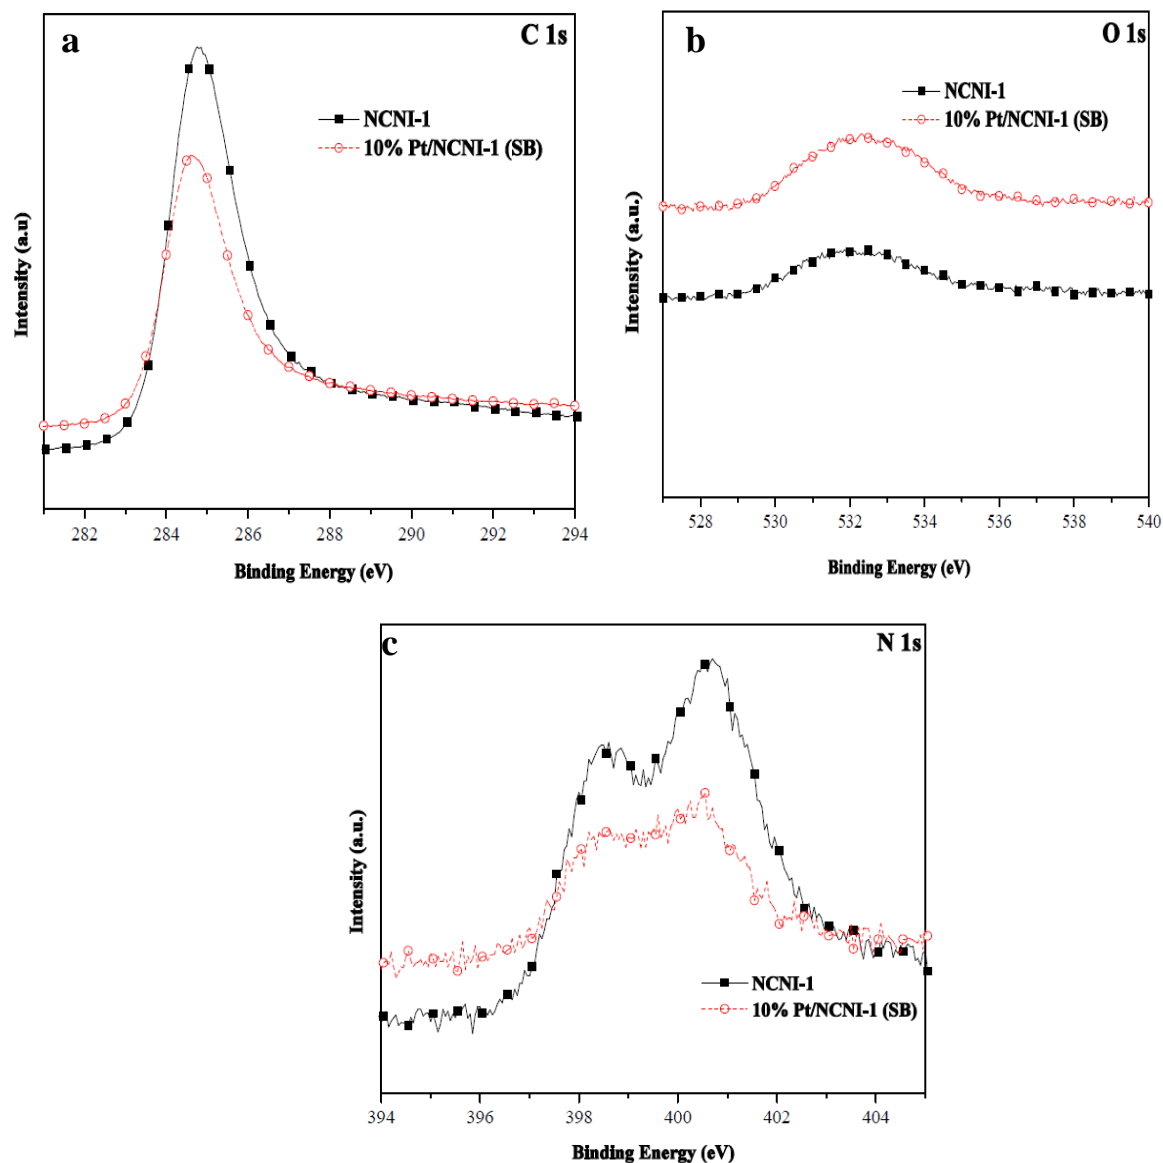 a
C 1s
NCNI-1
10% Pt/NCNI-1 (SB)
Intensity (a.u)
282 284 286 288 290 292 294
Binding Energy (eV)
b
O 1s
NCNI-1
10% Pt/NCNI-1 (SB)
Intensity (a.u.)
528 530 532 534 536 538 540
Binding Energy (eV)
c
N 1s
Intensity (a.u.)
NCNI-1
10% Pt/NCNI-1 (SB)
394 396 398 400 402 404
Binding Energy (eV)